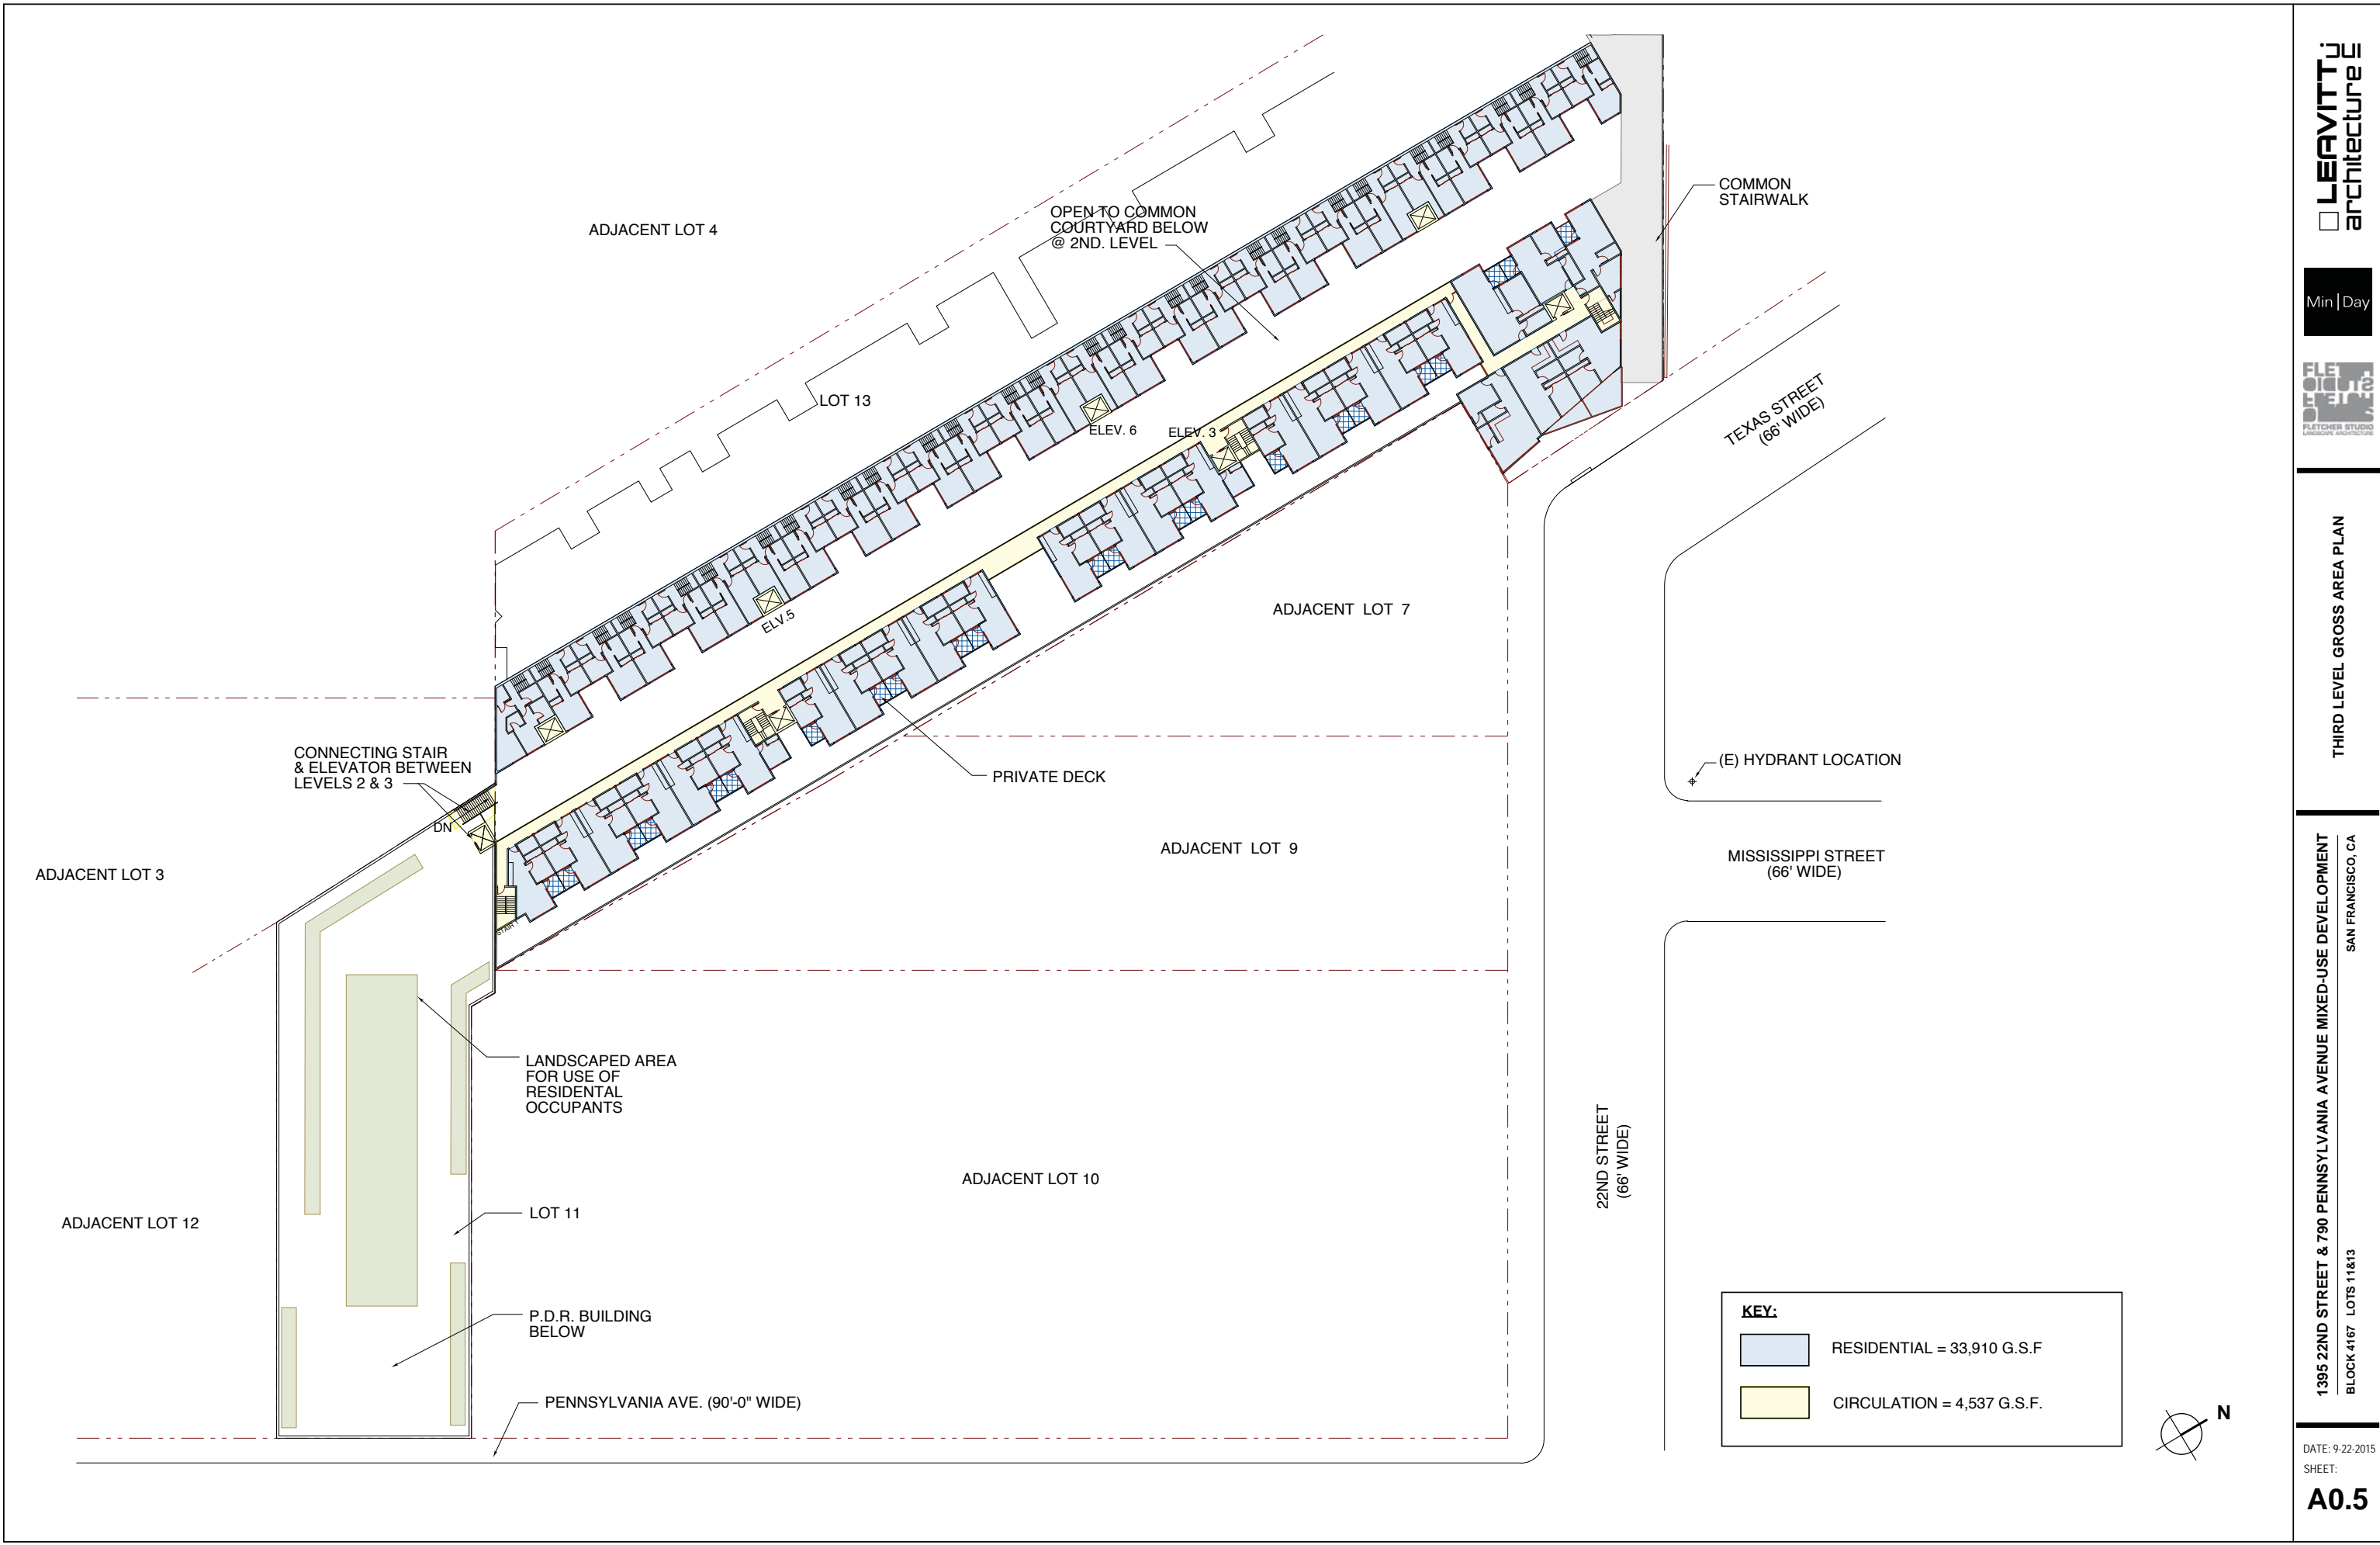 ADJACENT LOT 4
OPEN TO COMMON
COURTYARD BELOW
@ 2ND. LEVEL
COMMON
STAIRWALK
LOT 13
ELEV. 6
ELEV. 3
TEXAS STREET
(66' WIDE)
ELV.5
ADJACENT LOT 7
CONNECTING STAIR
& ELEVATOR BETWEEN
LEVELS 2 & 3
DN
PRIVATE DECK
(E) HYDRANT LOCATION
ADJACENT LOT 3
STAIR
ADJACENT LOT 9
MISSISSIPPI STREET
(66' WIDE)
LANDSCAPED AREA
FOR USE OF
RESIDENTAL
OCCUPANTS
ADJACENT LOT 10
22ND STREET
(66' WIDE)
ADJACENT LOT 12
LOT 11
P.D.R. BUILDING
BELOW
PENNSYLVANIA AVE. (90'-0" WIDE)
KEY:
RESIDENTIAL = 33,910 G.S.F
CIRCULATION = 4,537 G.S.F.
N
LEAVITT
architecture
Min|Day
FLETCHER STUDIO
LANDSCAPE ARCHITECTURE
THIRD LEVEL GROSS AREA PLAN
1395 22ND STREET & 790 PENNSYLVANIA AVENUE MIXED-USE DEVELOPMENT
BLOCK 4167 LOTS 11&13
SAN FRANCISCO, CA
DATE: 9-22-2015
SHEET:
A0.5